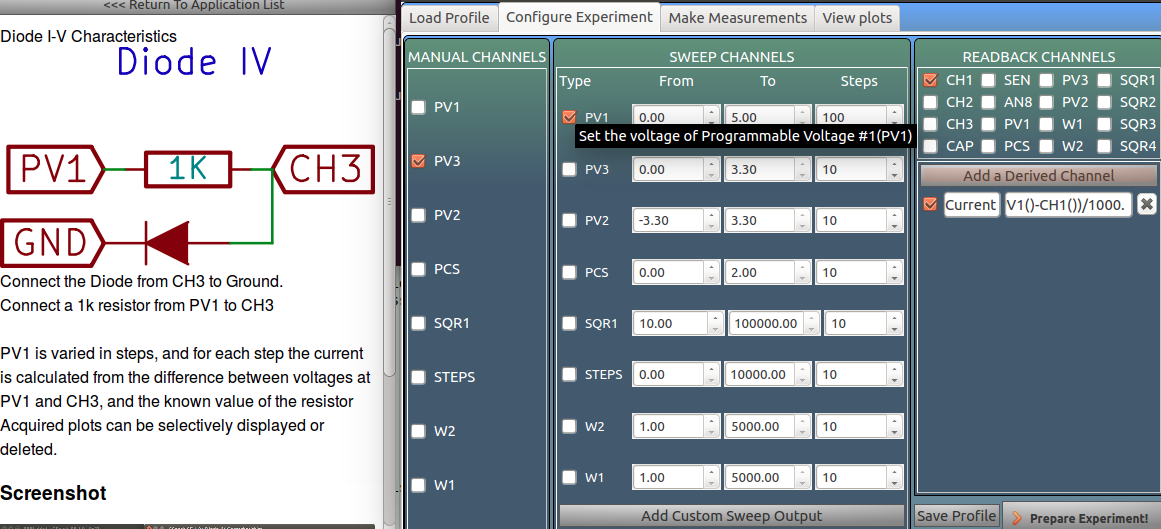 <<< Return To Application List
Diode I-V Characteristics
Diode IV
PV1
1K
CH3
GND
Connect the Diode from CH3 to Ground.
Connect a 1k resistor from PV1 to CH3
PV1 is varied in steps, and for each step the current
is calculated from the difference between voltages at
PV1 and CH3, and the known value of the resistor
Acquired plots can be selectively displayed or
deleted.
Screenshot
Load Profile
Configure Experiment
Make Measurements
View plots
MANUAL CHANNELS
PV1
PV3
PV2
PCS
SQR1
STEPS
W2
W1
SWEEP CHANNELS
Type From To Steps
PV1 0.00 5.00 100
Set the voltage of Programmable Voltage #1(PV1)
PV3 0.00 3.30 10
PV2 -3.30 3.30 10
PCS 0.00 2.00 10
SQR1 10.00 100000.00 10
STEPS 0.00 10000.00 10
W2 1.00 5000.00 10
W1 1.00 5000.00 10
Add Custom Sweep Output
READBACK CHANNELS
CH1 SEN PV3 SQR1
CH2 AN8 PV2 SQR2
CH3 PV1 W1 SQR3
CAP PCS W2 SQR4
Add a Derived Channel
Current V1()-CH1())/1000.
Save Profile
Prepare Experiment!